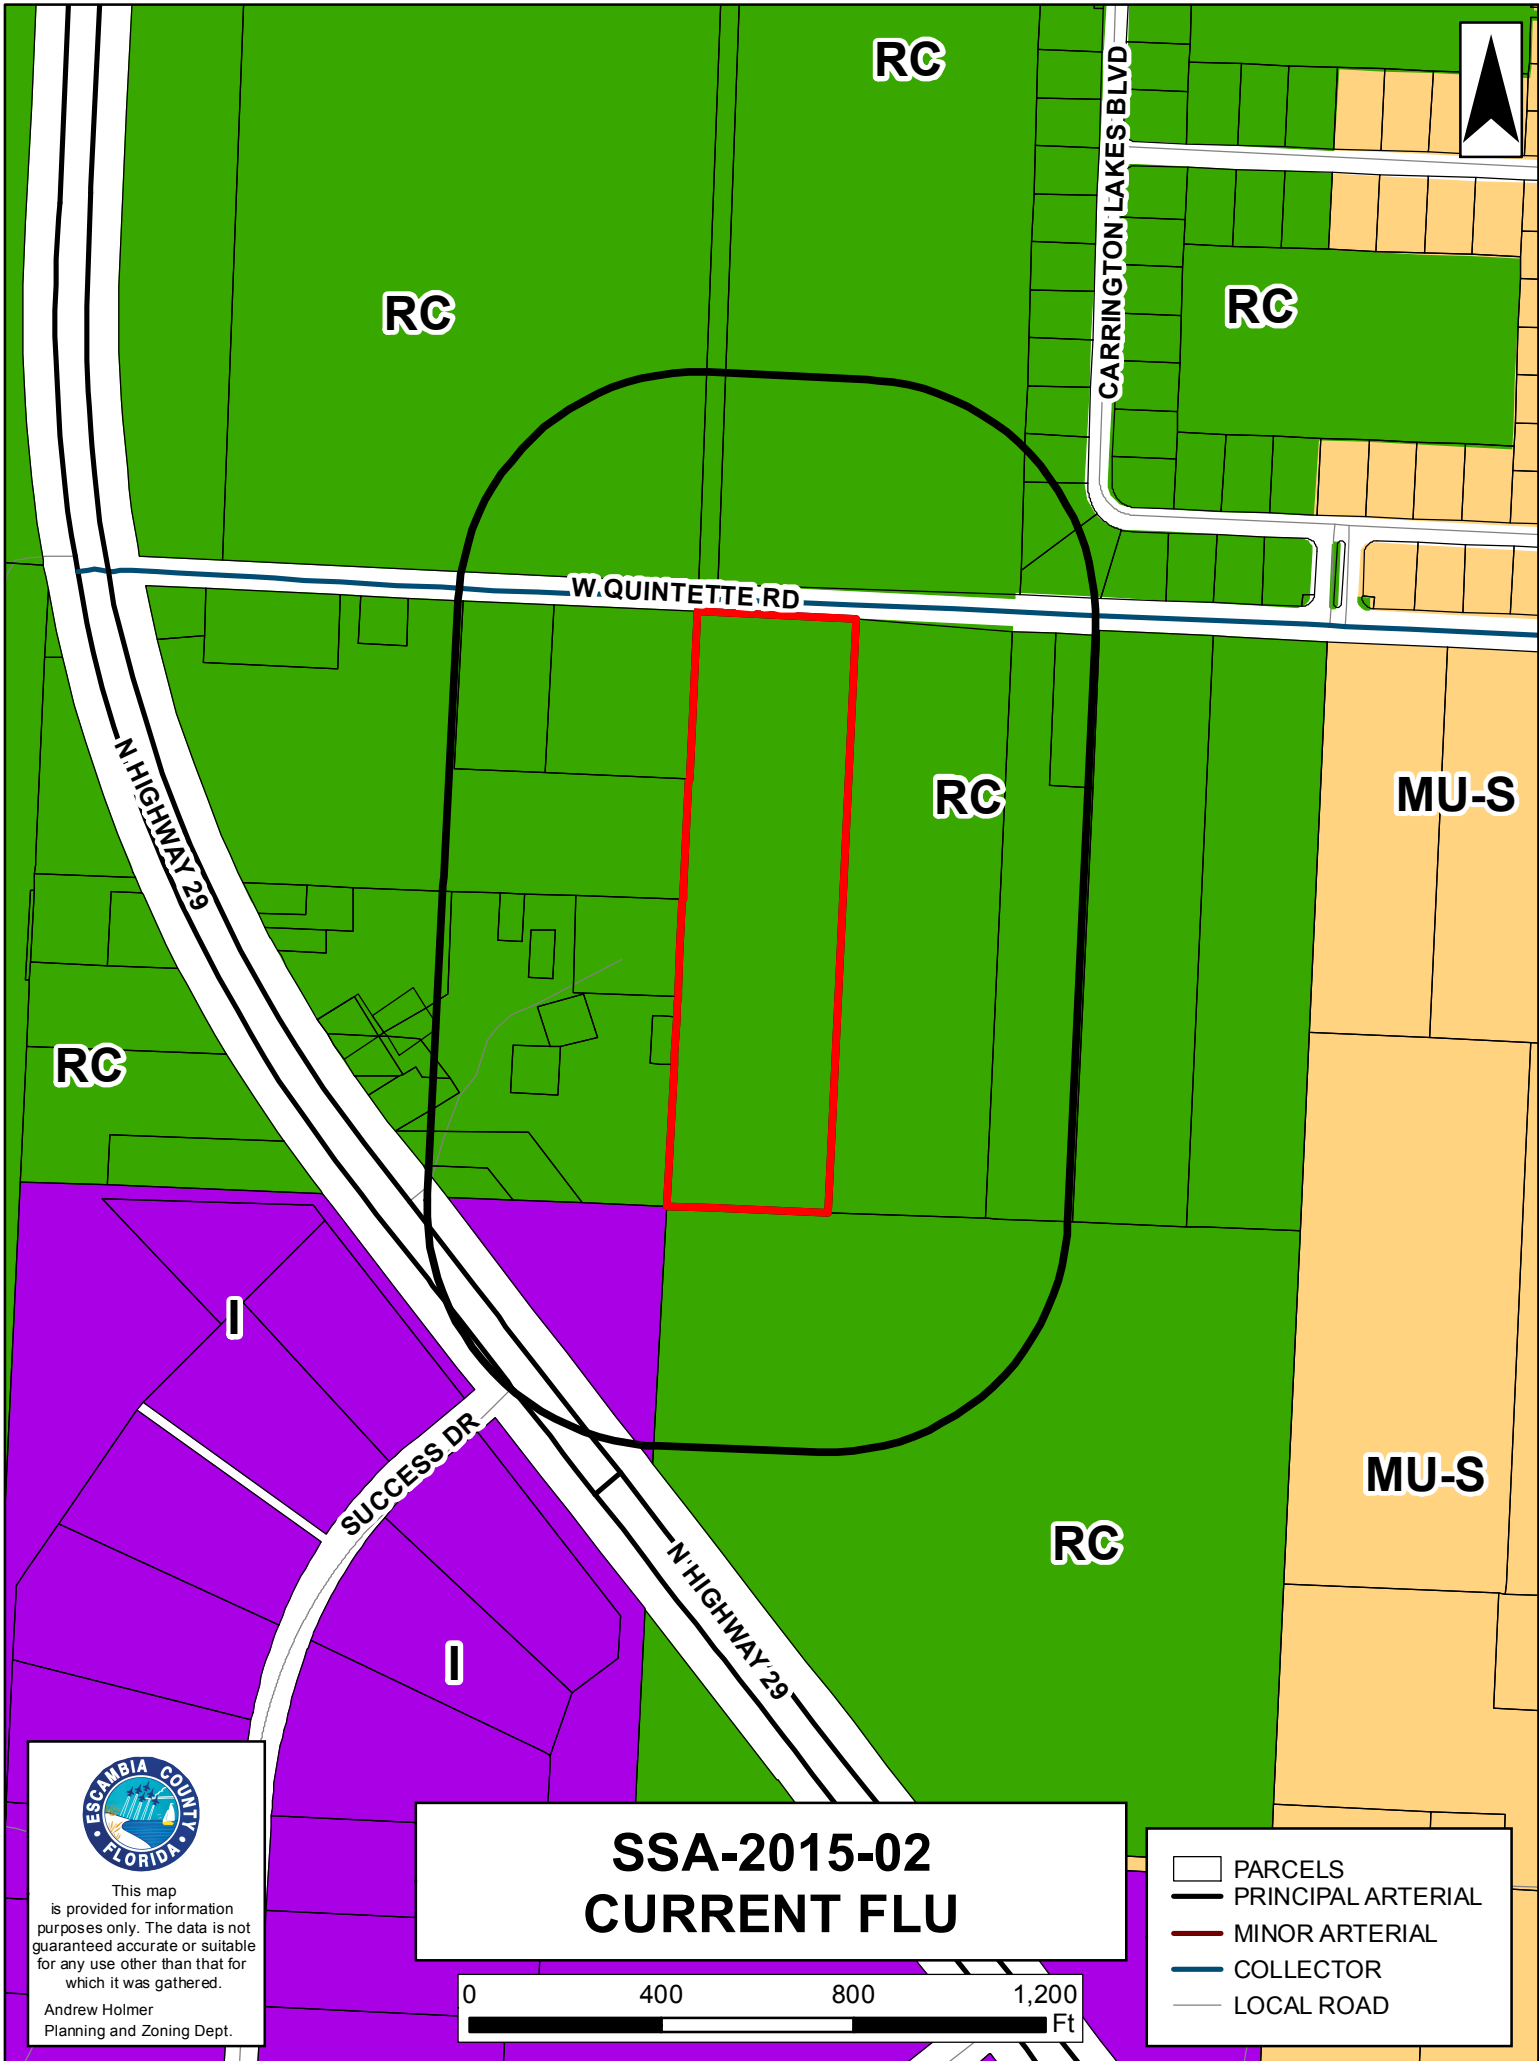 RC
CARRINGTON LAKES BLVD
RC
RC
W QUINTETTE RD
N HIGHWAY 29
RC
MU-S
RC
I
SUCCESS DR
MU-S
RC
N HIGHWAY 29
I
ESCAMBIA COUNTY
FLORIDA
This map
is provided for information
purposes only. The data is not
guaranteed accurate or suitable
for any use other than that for
which it was gathered.
Andrew Holmer
Planning and Zoning Dept.
SSA-2015-02
CURRENT FLU
0 400 800 1,200
Ft
PARCELS
PRINCIPAL ARTERIAL
MINOR ARTERIAL
COLLECTOR
LOCAL ROAD